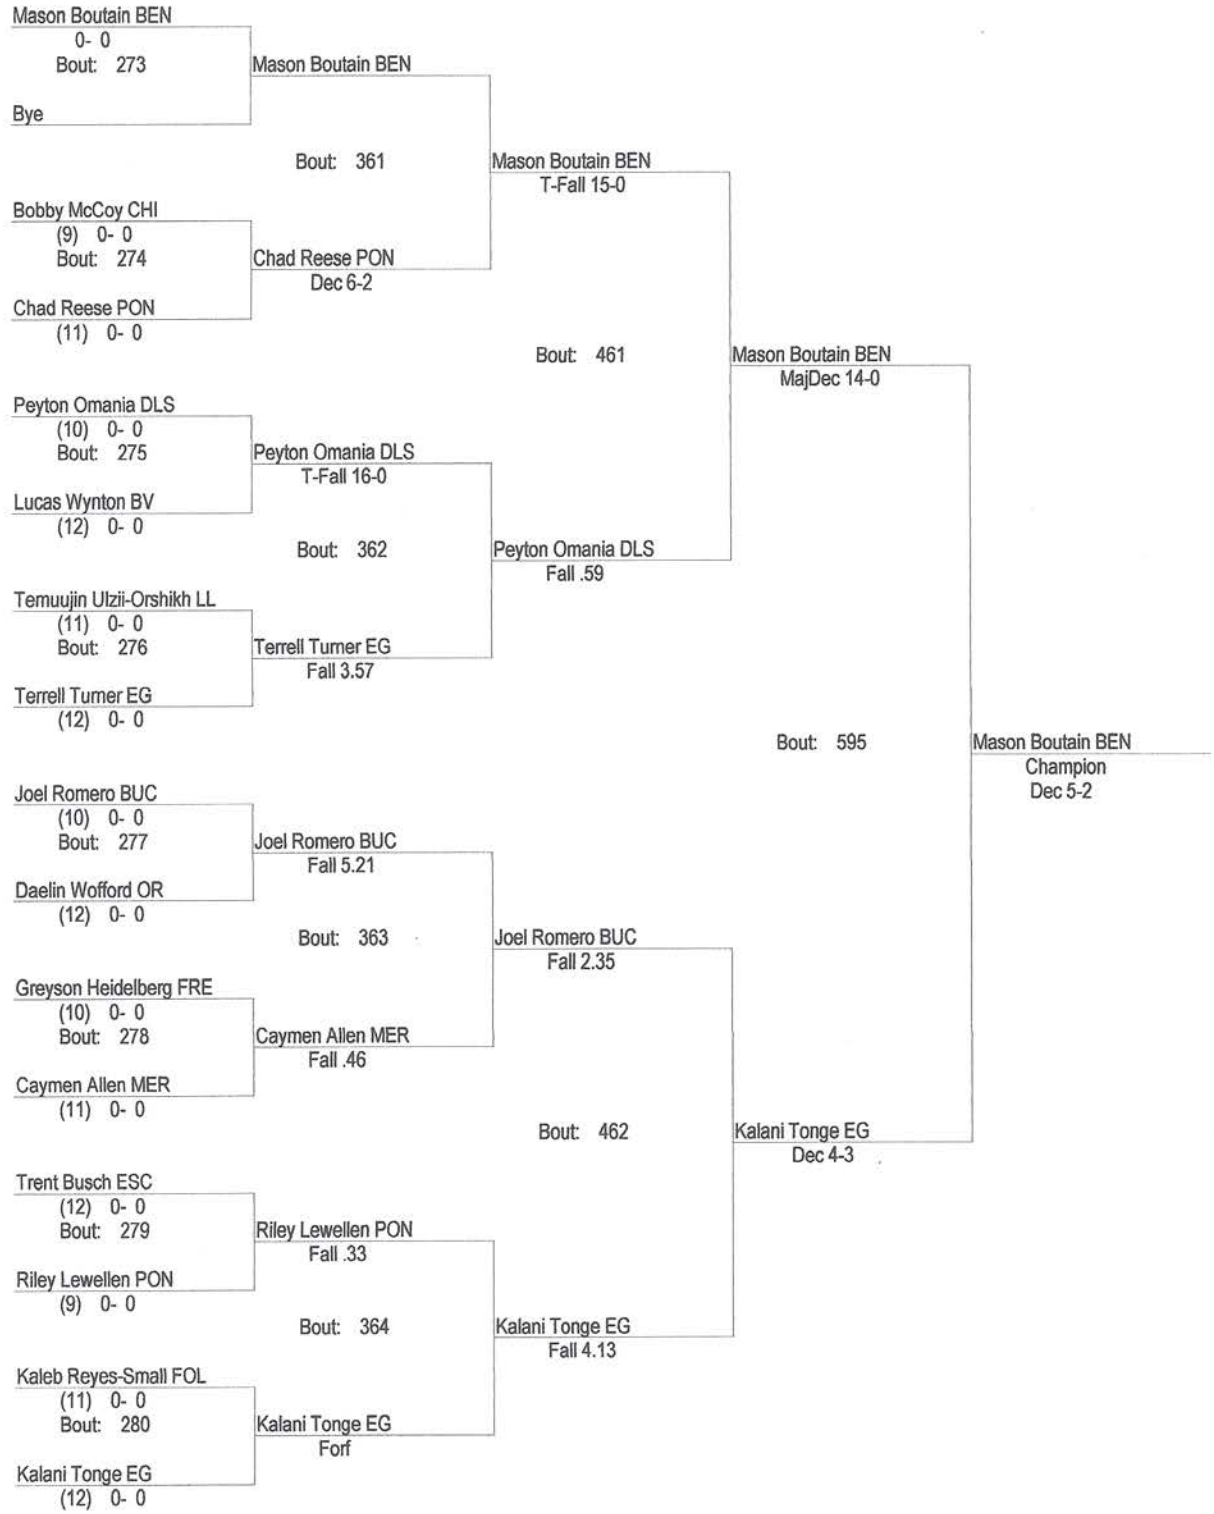 Mason Boutain BEN
0- 0
Bout: 273
Mason Boutain BEN
Bye
Bout: 361
Mason Boutain BEN
T-Fall 15-0
Bobby McCoy CHI
(9) 0- 0
Bout: 274
Chad Reese PON
Dec 6-2
Chad Reese PON
(11) 0- 0
Bout: 461
Mason Boutain BEN
MajDec 14-0
Peyton Omania DLS
(10) 0- 0
Bout: 275
Peyton Omania DLS
T-Fall 16-0
Lucas Wynton BV
(12) 0- 0
Bout: 362
Peyton Omania DLS
Fall .59
Temuujin Ulzii-Orshikh LL
(11) 0- 0
Bout: 276
Terrell Turner EG
Fall 3.57
Terrell Turner EG
(12) 0- 0
Bout: 595
Mason Boutain BEN
Champion
Dec 5-2
Joel Romero BUC
(10) 0- 0
Bout: 277
Joel Romero BUC
Fall 5.21
Daelin Wofford OR
(12) 0- 0
Bout: 363
Joel Romero BUC
Fall 2.35
Greyson Heidelberg FRE
(10) 0- 0
Bout: 278
Caymen Allen MER
Fall .46
Caymen Allen MER
(11) 0- 0
Bout: 462
Kalani Tonge EG
Dec 4-3
Trent Busch ESC
(12) 0- 0
Bout: 279
Riley Lewellen PON
Fall .33
Riley Lewellen PON
(9) 0- 0
Bout: 364
Kalani Tonge EG
Fall 4.13
Kaleb Reyes-Small FOL
(11) 0- 0
Bout: 280
Kalani Tonge EG
Forf
Kalani Tonge EG
(12) 0- 0